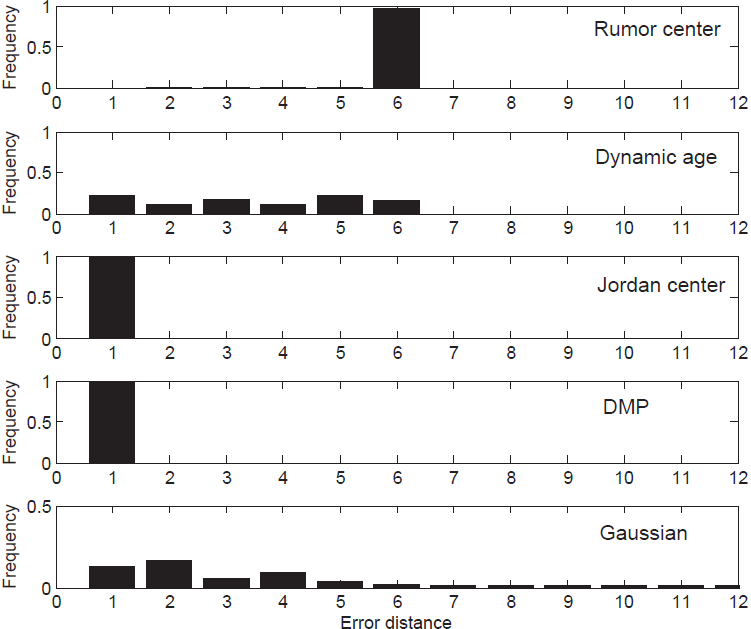 Frequency
1
0.5
0
Rumor center
0 1 2 3 4 5 6 7 8 9 10 11 12
Frequency
1
0.5
0
Dynamic age
0 1 2 3 4 5 6 7 8 9 10 11 12
Frequency
1
0.5
0
Jordan center
0 1 2 3 4 5 6 7 8 9 10 11 12
Frequency
1
0.5
0
DMP
0 1 2 3 4 5 6 7 8 9 10 11 12
Frequency
0.5
0
Gaussian
0 1 2 3 4 5 6 7 8 9 10 11 12
Error distance